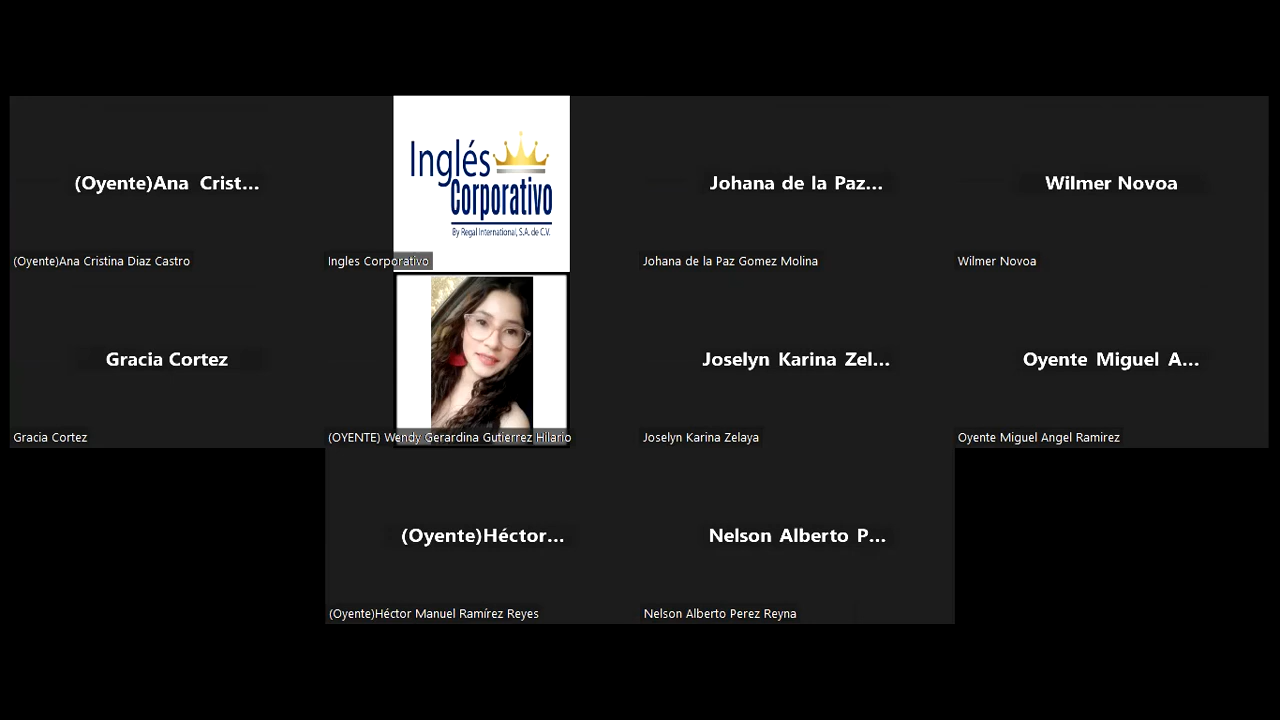 (Oyente)Ana Crist...
Inglés
Corporativo
By Regal International, S.A. de C.V.
Johana de la Paz...
Wilmer Novoa
(Oyente)Ana Cristina Diaz Castro
Ingles Corporativo
Johana de la Paz Gomez Molina
Wilmer Novoa
Gracia Cortez
Joselyn Karina Zel...
Oyente Miguel A...
Gracia Cortez
(OYENTE) Wendy Gerardina Gutierrez Hilario
Joselyn Karina Zelaya
Oyente Miguel Angel Ramirez
(Oyente)Héctor...
Nelson Alberto P...
(Oyente)Héctor Manuel Ramírez Reyes
Nelson Alberto Perez Reyna